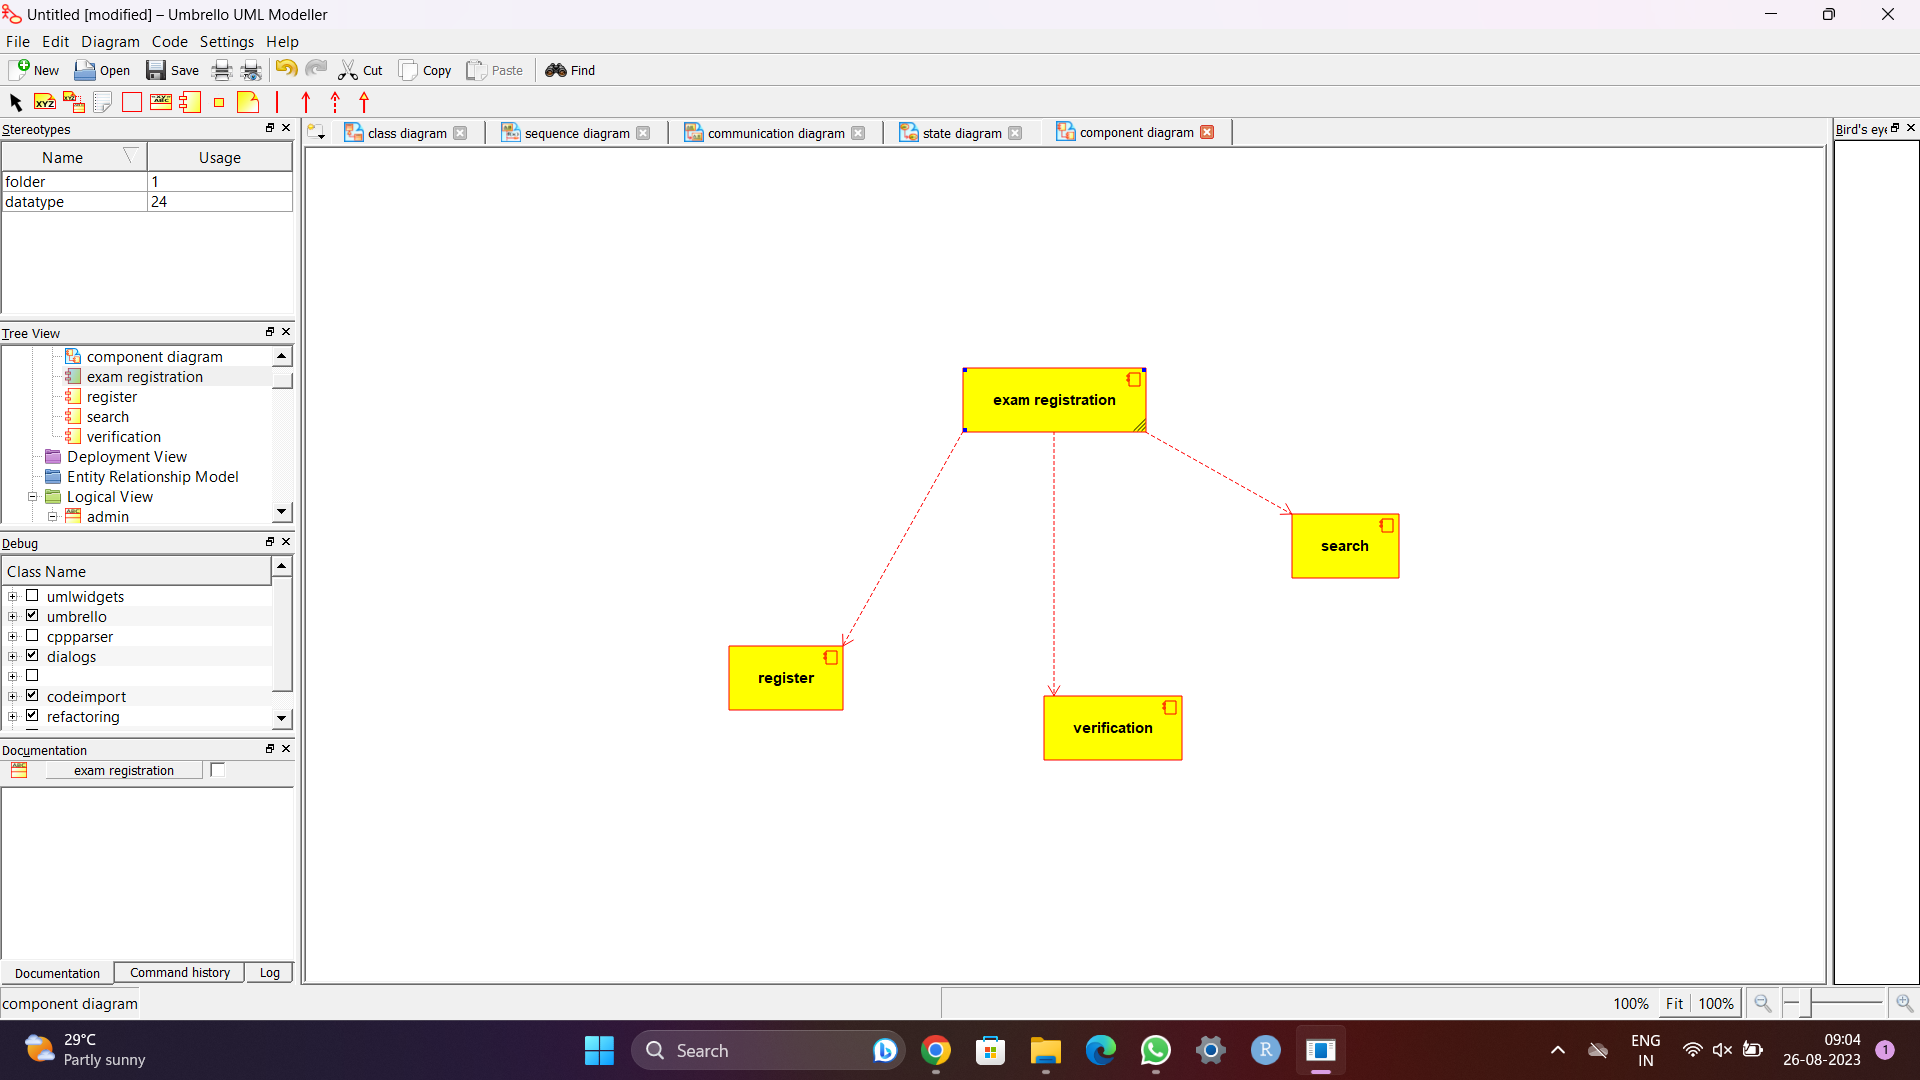 Untitled [modified] – Umbrello UML Modeller
File Edit Diagram Code Settings Help
New Open Save Cut Copy Paste Find
Stereotypes
Name Usage
folder 1
datatype 24
Tree View
component diagram
exam registration
register
search
verification
Deployment View
Entity Relationship Model
Logical View
admin
Debug
Class Name
umlwidgets
umbrello
cppparser
dialogs
codeimport
refactoring
Documentation
exam registration
Documentation Command history Log
class diagram sequence diagram communication diagram state diagram component diagram
exam registration
search
register
verification
Bird's eye
component diagram
100% Fit 100%
29°C
Partly sunny
Search
R
ENG
IN
09:04
26-08-2023
1